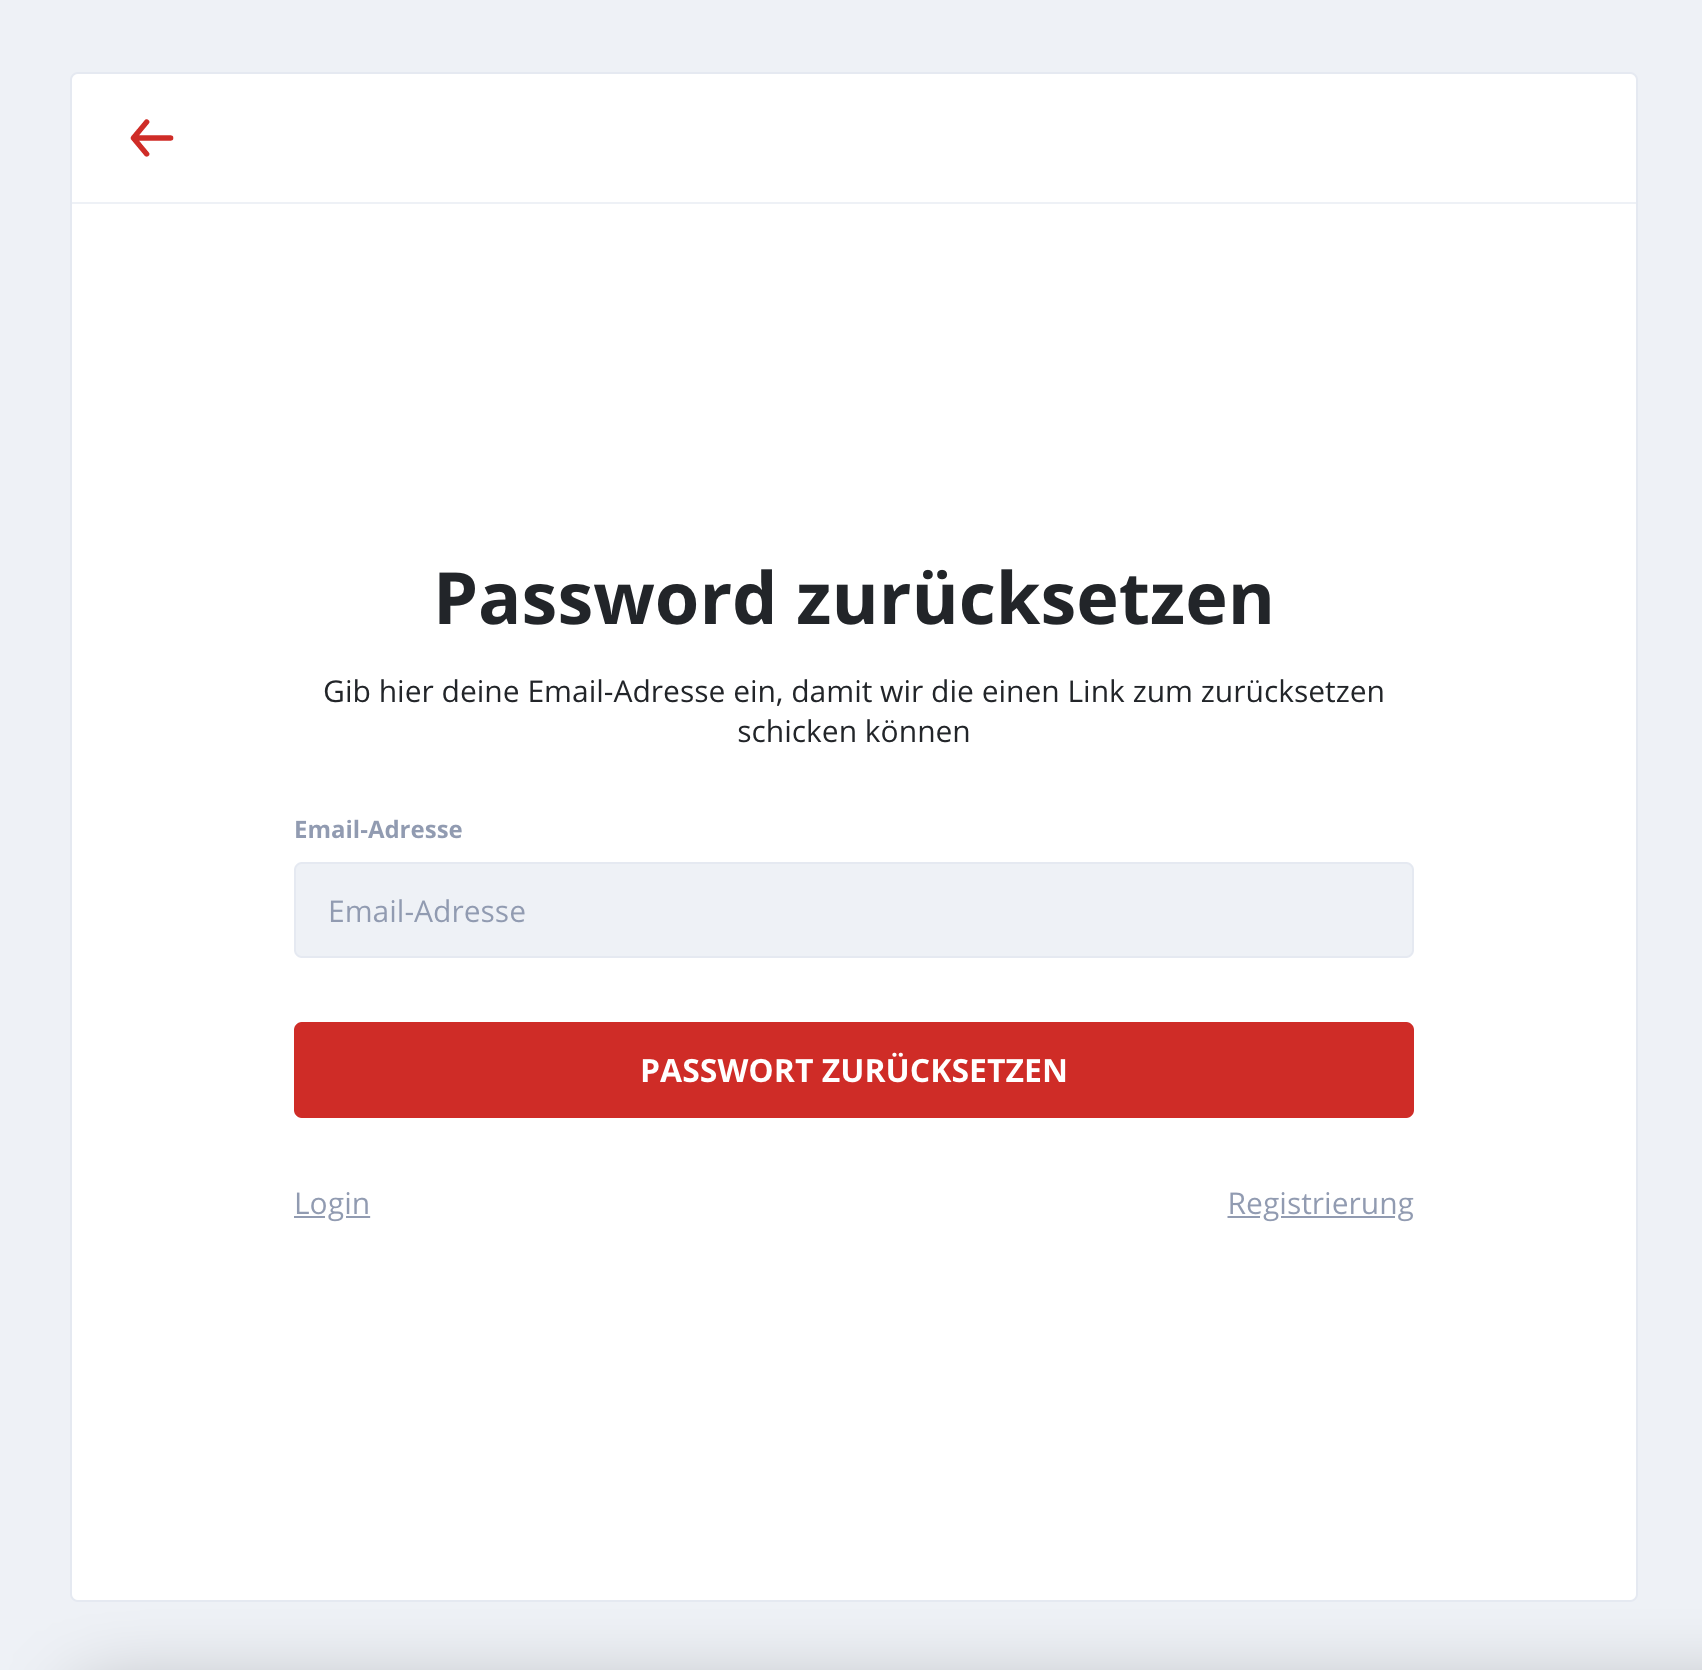 Password zurücksetzen
Gib hier deine Email-Adresse ein, damit wir die einen Link zum zurücksetzen
schicken können
Email-Adresse
Email-Adresse
PASSWORT ZURÜCKSETZEN
Login
Registrierung